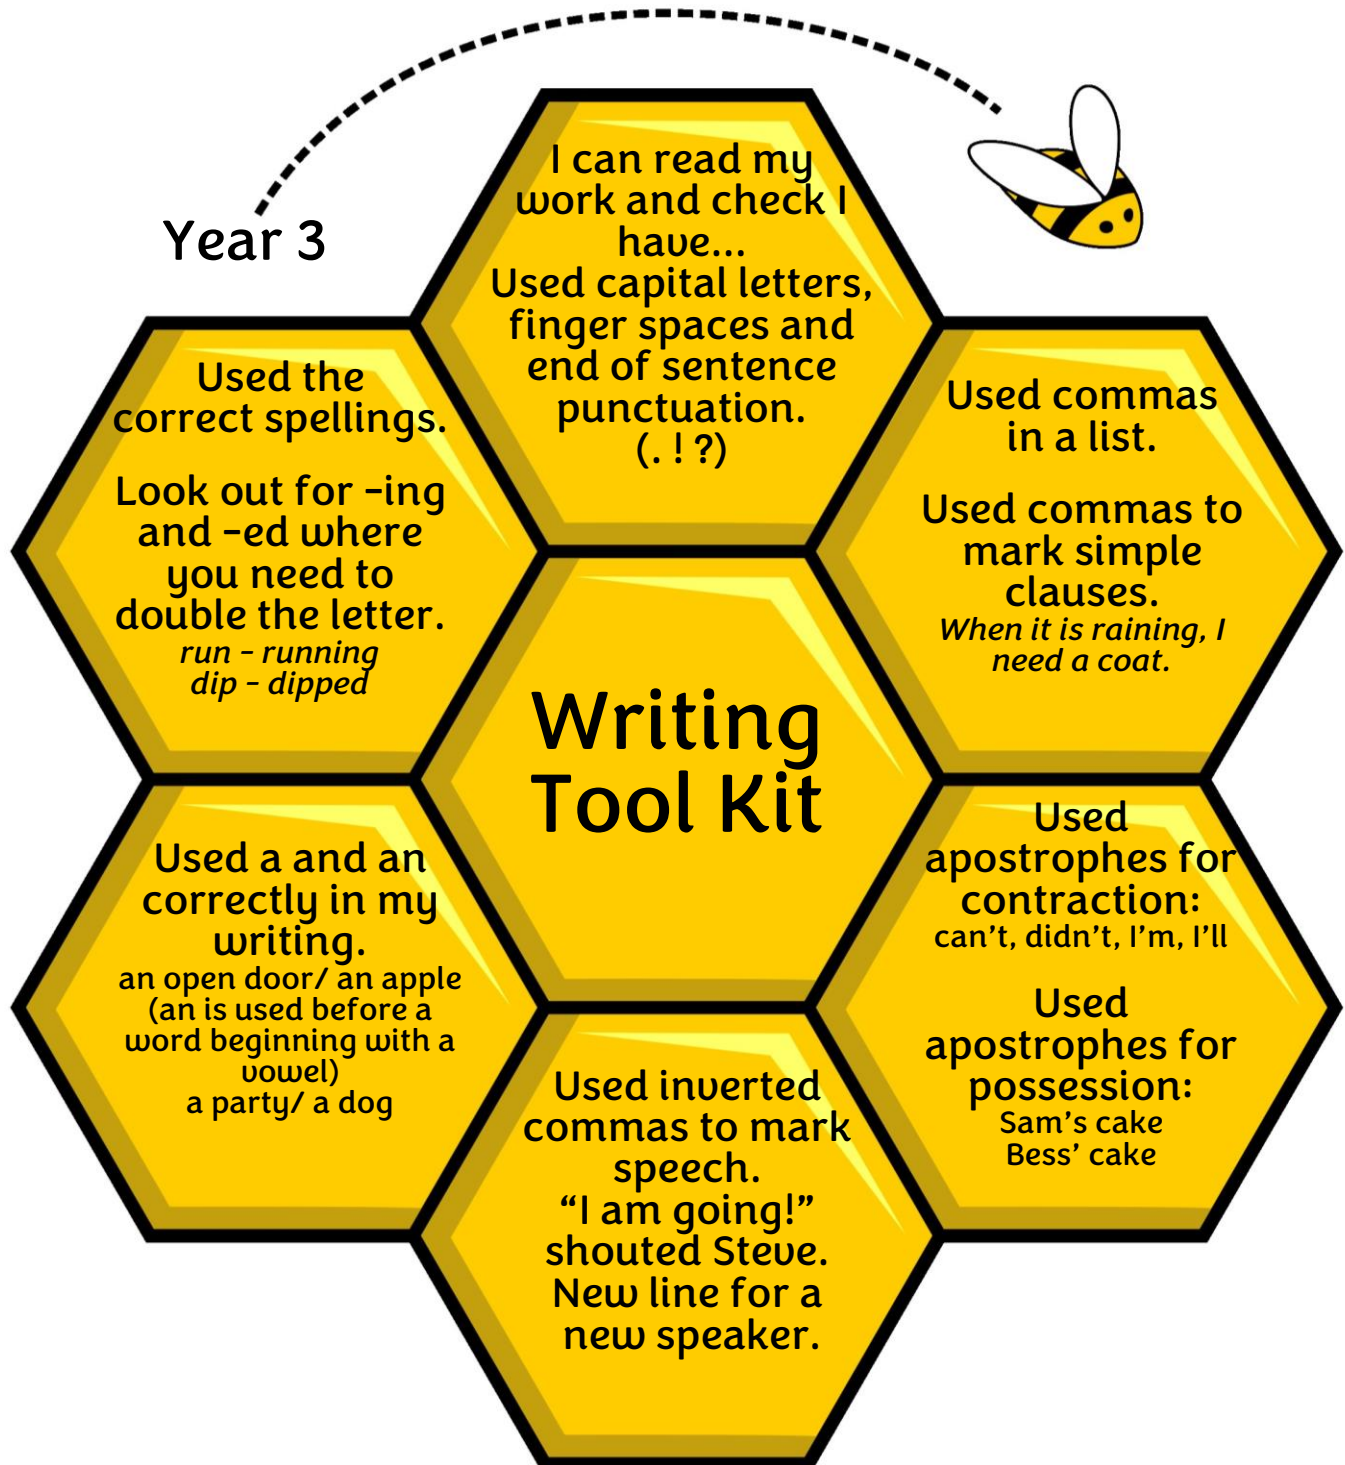 Year 3
I can read my
work and check I
have...
Used capital letters,
finger spaces and
end of sentence
punctuation.
(. ! ?)
Used the
correct spellings.
Look out for -ing
and -ed where
you need to
double the letter.
run - running
dip - dipped
Used commas
in a list.
Used commas to
mark simple
clauses.
When it is raining, I
need a coat.
Writing
Tool Kit
Used a and an
correctly in my
writing.
an open door/ an apple
(an is used before a
word beginning with a
vowel)
a party/ a dog
Used
apostrophes for
contraction:
can’t, didn’t, I’m, I’ll
Used
apostrophes for
possession:
Sam’s cake
Bess’ cake
Used inverted
commas to mark
speech.
“I am going!”
shouted Steve.
New line for a
new speaker.